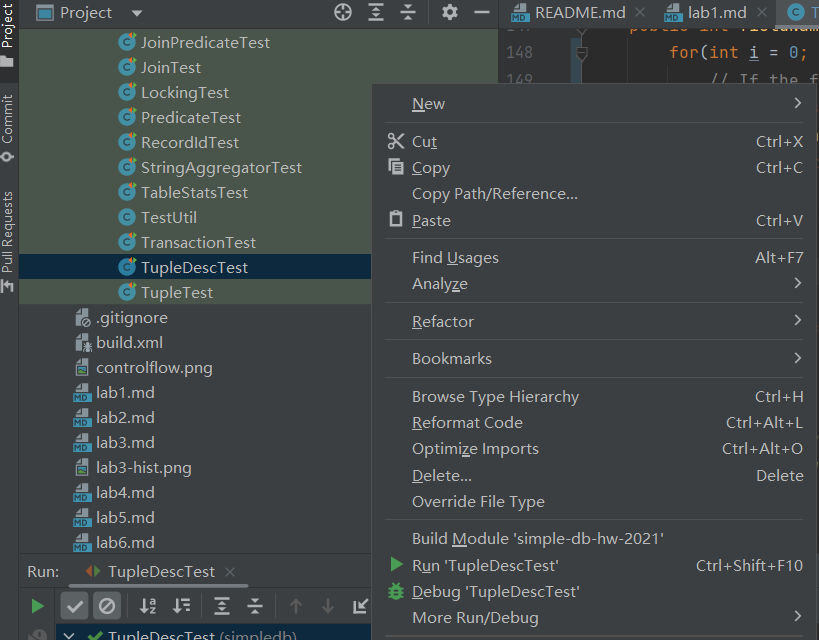 Project
README.md
lab1.md
Project
Commit
Pull Requests
JoinPredicateTest
JoinTest
LockingTest
PredicateTest
RecordIdTest
StringAggregatorTest
TableStatsTest
TestUtil
TransactionTest
TupleDescTest
TupleTest
.gitignore
build.xml
controlflow.png
lab1.md
lab2.md
lab3.md
lab3-hist.png
lab4.md
lab5.md
lab6.md
148 for(int i = 0;
149 // If the f
New
Cut Ctrl+X
Copy Ctrl+C
Copy Path/Reference...
Paste Ctrl+V
Find Usages Alt+F7
Analyze
Refactor
Bookmarks
Browse Type Hierarchy Ctrl+H
Reformat Code Ctrl+Alt+L
Optimize Imports Ctrl+Alt+O
Delete... Delete
Override File Type
Build Module 'simple-db-hw-2021'
Run 'TupleDescTest' Ctrl+Shift+F10
Debug 'TupleDescTest'
More Run/Debug
Run: TupleDescTest
TupleDescTest (simpledb)